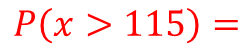 P(x > 115) =